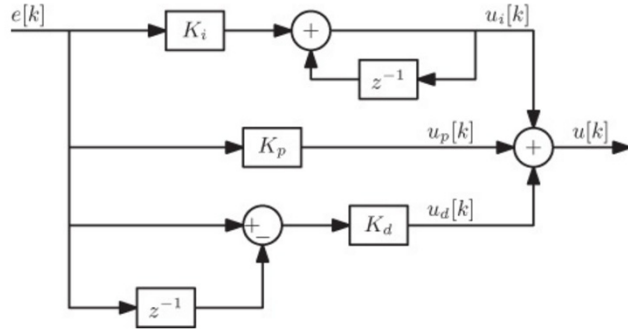 e[k] K_i + u_i[k]
z^{-1}
K_p u_p[k] + u[k]
+ − K_d u_d[k]
z^{-1}